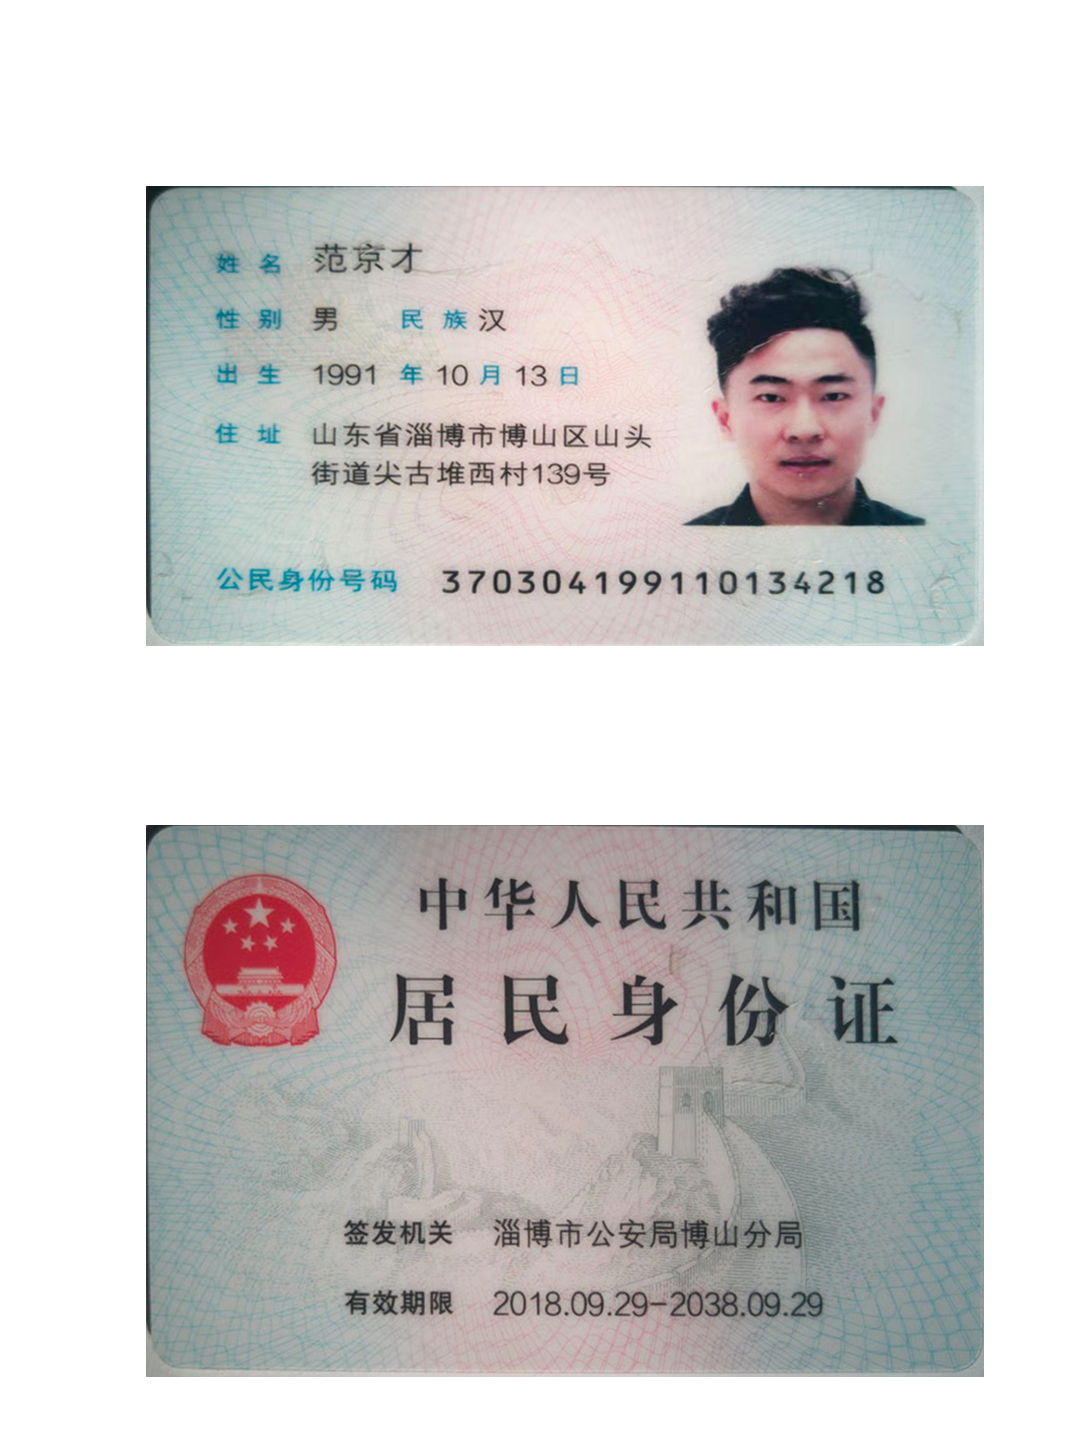 姓名 范京才
性别 男 民族 汉
出生 1991 年 10 月 13 日
住址 山东省淄博市博山区山头
街道尖古堆西村139号
公民身份号码 370304199110134218
中华人民共和国
居民身份证
签发机关 淄博市公安局博山分局
有效期限 2018.09.29-2038.09.29